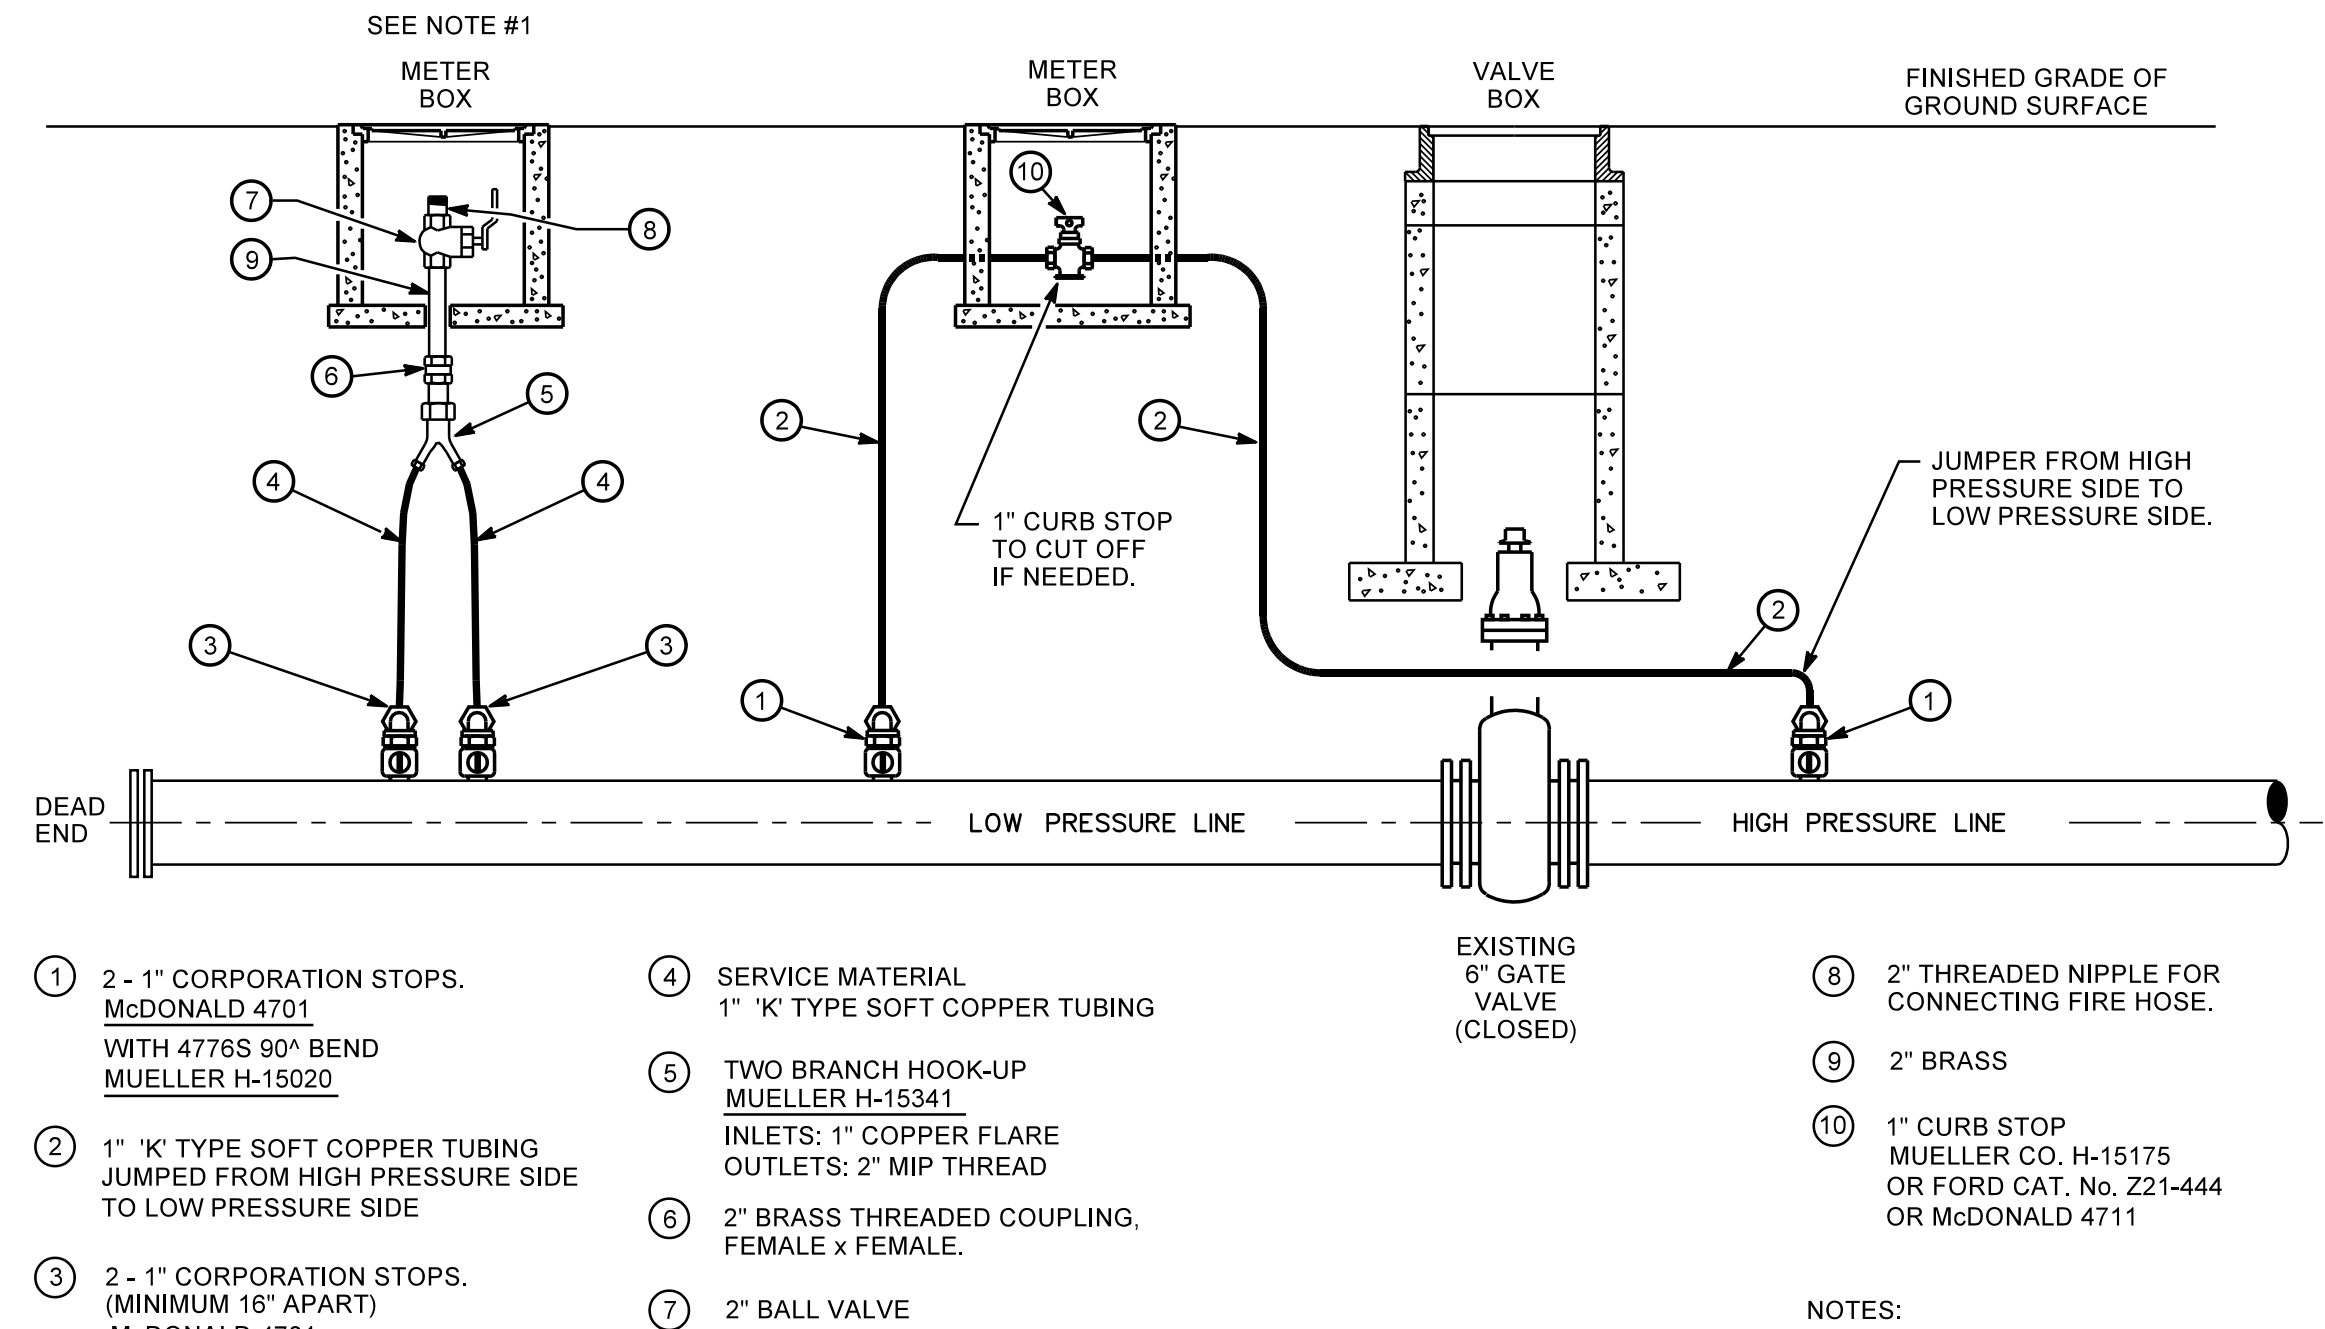 SEE NOTE #1
METER
BOX
METER
BOX
VALVE
BOX
FINISHED GRADE OF
GROUND SURFACE
7
8
9
10
6
5
4
4
3
3
2
2
1" CURB STOP
TO CUT OFF
IF NEEDED.
JUMPER FROM HIGH
PRESSURE SIDE TO
LOW PRESSURE SIDE.
2
1
1
DEAD
END
LOW PRESSURE LINE
HIGH PRESSURE LINE
EXISTING
6" GATE
VALVE
(CLOSED)
1 2 - 1" CORPORATION STOPS.
McDONALD 4701
WITH 4776S 90^ BEND
MUELLER H-15020
2 1" 'K' TYPE SOFT COPPER TUBING
JUMPED FROM HIGH PRESSURE SIDE
TO LOW PRESSURE SIDE
3 2 - 1" CORPORATION STOPS.
(MINIMUM 16" APART)
4 SERVICE MATERIAL
1" 'K' TYPE SOFT COPPER TUBING
5 TWO BRANCH HOOK-UP
MUELLER H-15341
INLETS: 1" COPPER FLARE
OUTLETS: 2" MIP THREAD
6 2" BRASS THREADED COUPLING,
FEMALE x FEMALE.
7 2" BALL VALVE
8 2" THREADED NIPPLE FOR
CONNECTING FIRE HOSE.
9 2" BRASS
10 1" CURB STOP
MUELLER CO. H-15175
OR FORD CAT. No. Z21-444
OR McDONALD 4711
NOTES: